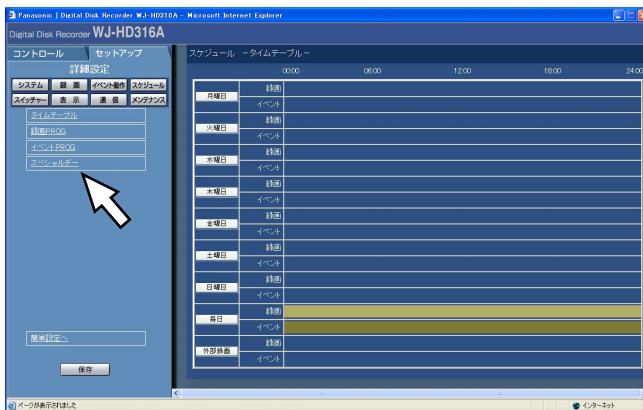 Panasonic | Digital Disk Recorder WJ-HD316A - Microsoft Internet Explorer
Digital Disk Recorder WJ-HD316A
コントロール セットアップ
詳細設定
システム 録 画 イベント動作 スケジュール
スイッチャー 表 示 通 信 メンテナンス
タイムテーブル
録画PROG
イベントPROG
スペシャルデー
簡単設定へ
保存
スケジュール -タイムテーブル-
00:00 06:00 12:00 18:00 24:00
月曜日 録画
イベント
火曜日 録画
イベント
水曜日 録画
イベント
木曜日 録画
イベント
金曜日 録画
イベント
土曜日 録画
イベント
日曜日 録画
イベント
毎日 録画
イベント
外部録画 録画
イベント
ページが表示されました インターネット